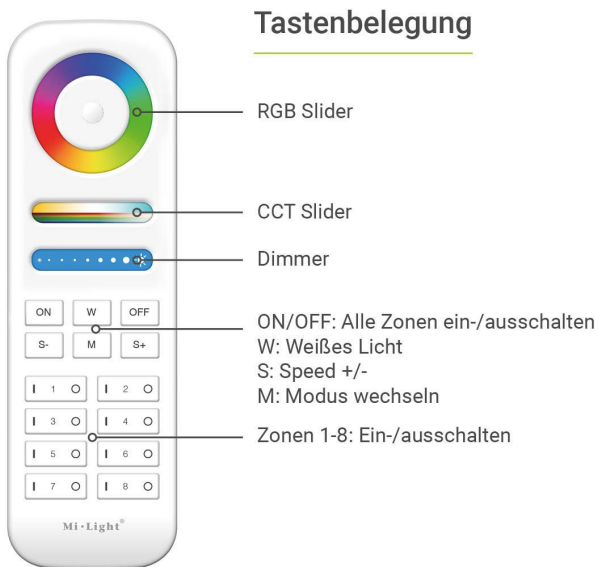 Tastenbelegung
RGB Slider
CCT Slider
Dimmer
ON W OFF
S- M S+
ON/OFF: Alle Zonen ein-/ausschalten
W: Weißes Licht
S: Speed +/-
M: Modus wechseln
I 1 O I 2 O
I 3 O I 4 O
Zonen 1-8: Ein-/ausschalten
I 5 O I 6 O
I 7 O I 8 O
Mi·Light®